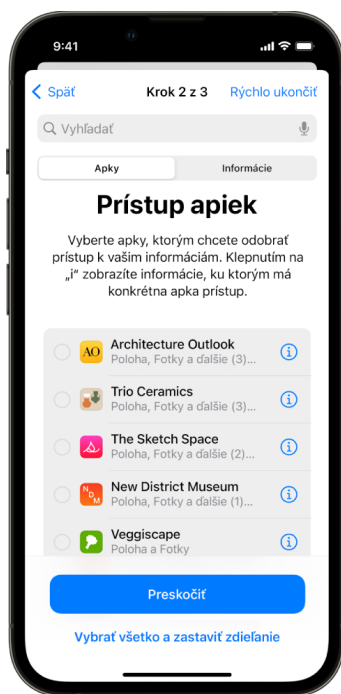 9:41
Späť Krok 2 z 3 Rýchlo ukončiť
Vyhľadať
Apky Informácie
Prístup apiek
Vyberte apky, ktorým chcete odobrať
prístup k vašim informáciám. Klepnutím na
„i“ zobrazíte informácie, ku ktorým má
konkrétna apka prístup.
AO Architecture Outlook
Poloha, Fotky a ďalšie (3)...
Trio Ceramics
Poloha, Fotky a ďalšie (3)...
The Sketch Space
Poloha, Fotky a ďalšie (2)...
NDM New District Museum
Poloha, Fotky a ďalšie (1)...
Veggiscape
Poloha a Fotky
Preskočiť
Vybrať všetko a zastaviť zdieľanie